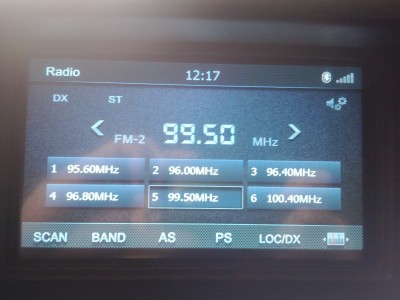 Radio 12:17
DX ST
FM-2 99.50 MHz
1 95.60MHz 2 96.00MHz 3 96.40MHz
4 96.80MHz 5 99.50MHz 6 100.40MHz
SCAN BAND AS PS LOC/DX